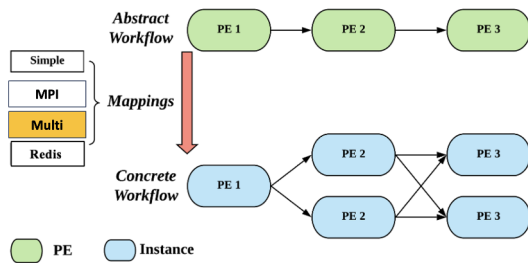 Abstract
Workflow
PE 1
PE 2
PE 3
Simple
MPI
Multi
Redis
Mappings
Concrete
Workflow
PE 1
PE 2
PE 3
PE 2
PE 3
PE
Instance